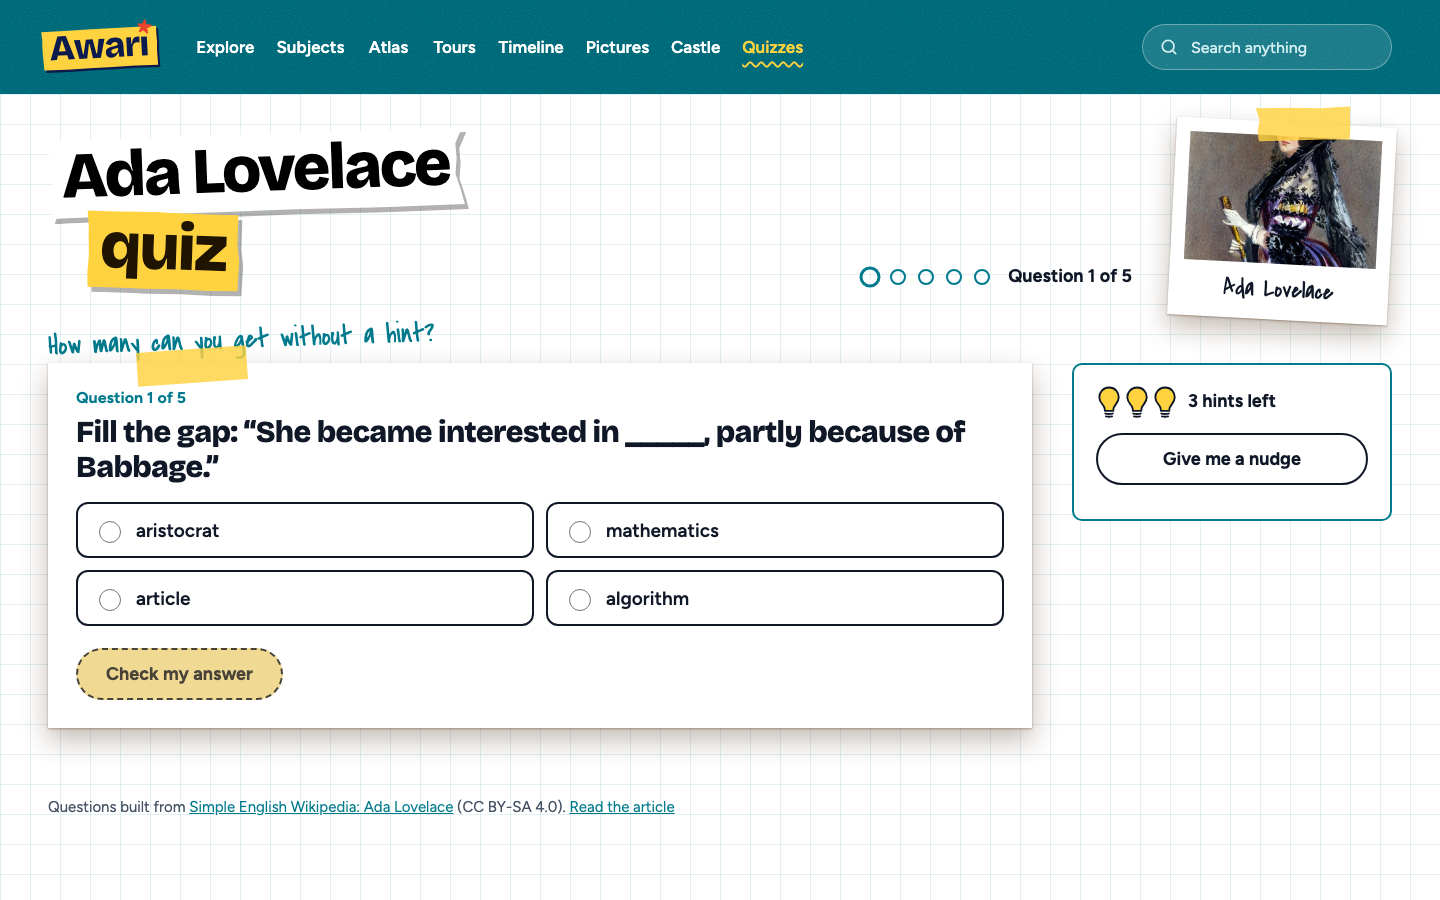 Awari
Explore Subjects Atlas Tours Timeline Pictures Castle Quizzes
Search anything
Ada Lovelace
quiz
Question 1 of 5
Ada Lovelace
How many can you get without a hint?
Question 1 of 5
Fill the gap: “She became interested in ______, partly because of
Babbage.”
aristocrat
mathematics
article
algorithm
Check my answer
3 hints left
Give me a nudge
Questions built from Simple English Wikipedia: Ada Lovelace (CC BY-SA 4.0). Read the article